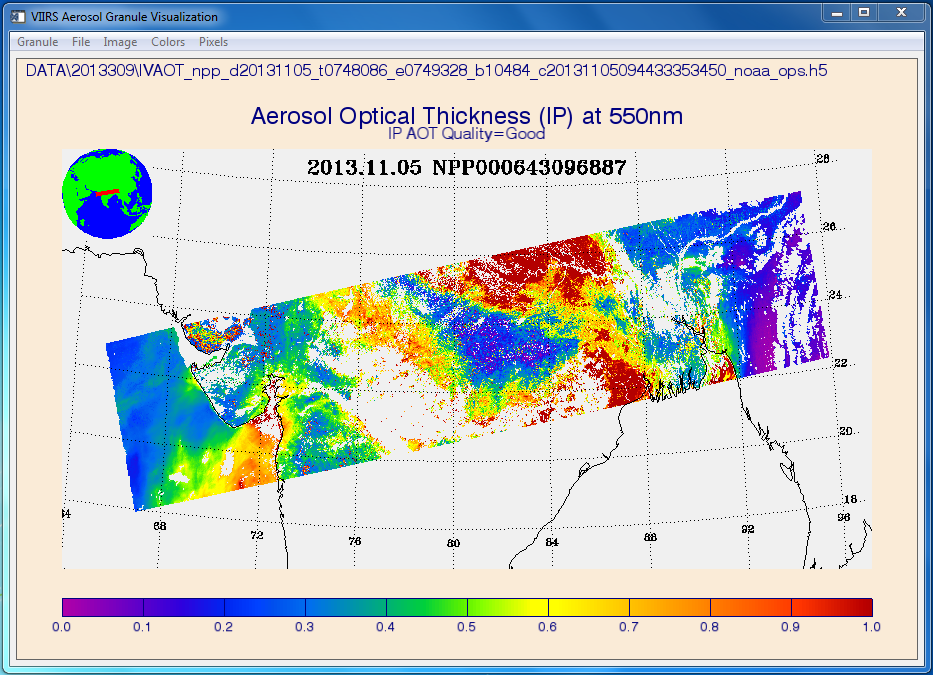 VIIRS Aerosol Granule Visualization
Granule File Image Colors Pixels
DATA\2013309\IVAOT_npp_d20131105_t0748086_e0749328_b10484_c20131105094433353450_noaa_ops.h5
Aerosol Optical Thickness (IP) at 550nm
IP AOT Quality=Good
2013.11.05 NPP000643096887
28
26
24
22
20
18
64
68
72
76
80
84
88
92
96
0.0 0.1 0.2 0.3 0.4 0.5 0.6 0.7 0.8 0.9 1.0